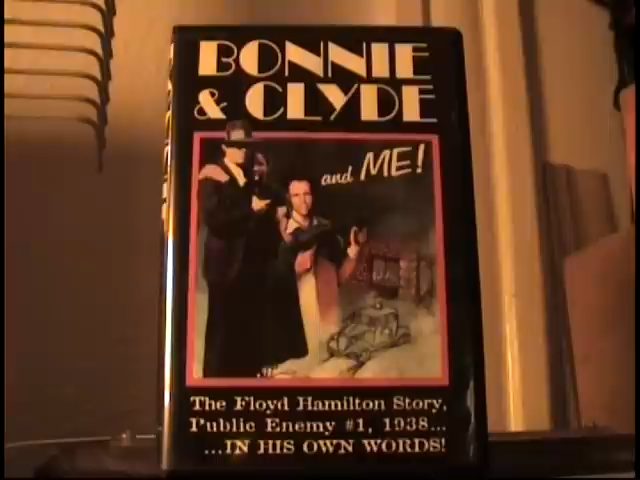 BONNIE
& CLYDE
and ME!
The Floyd Hamilton Story,
Public Enemy #1, 1938...
...IN HIS OWN WORDS!